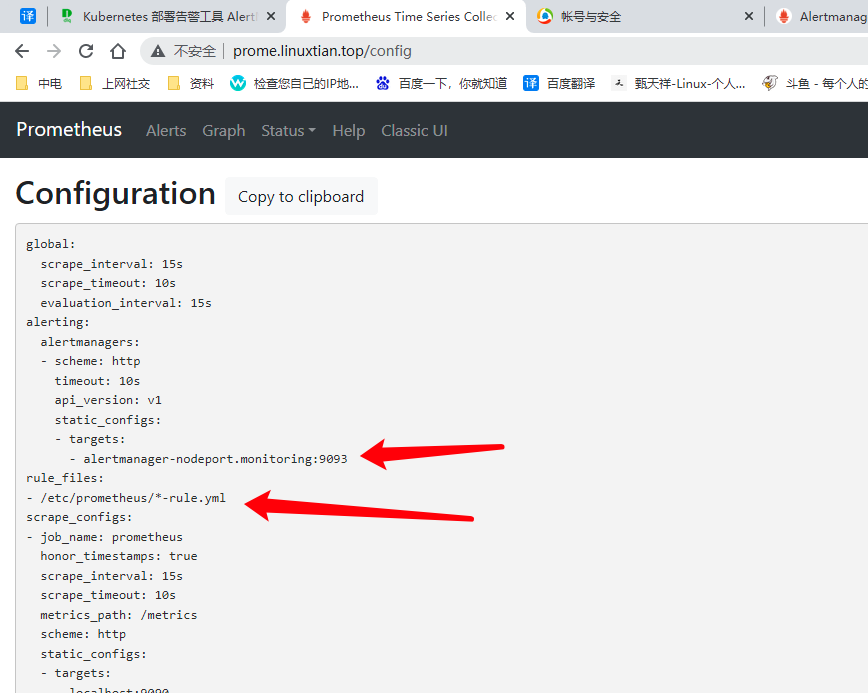 译
Kubernetes 部署告警工具 Alert
Prometheus Time Series Collec
帐号与安全
Alertmanag
不安全 | prome.linuxtian.top/config
中电
上网社交
资料
检查您自己的IP地...
百度一下，你就知道
译 百度翻译
甄天祥-Linux-个人...
斗鱼 - 每个人的
Prometheus Alerts Graph Status Help Classic UI
Configuration Copy to clipboard
global:
  scrape_interval: 15s
  scrape_timeout: 10s
  evaluation_interval: 15s
alerting:
  alertmanagers:
  - scheme: http
    timeout: 10s
    api_version: v1
    static_configs:
    - targets:
      - alertmanager-nodeport.monitoring:9093
rule_files:
- /etc/prometheus/*-rule.yml
scrape_configs:
- job_name: prometheus
  honor_timestamps: true
  scrape_interval: 15s
  scrape_timeout: 10s
  metrics_path: /metrics
  scheme: http
  static_configs:
  - targets:
    - localhost:9090